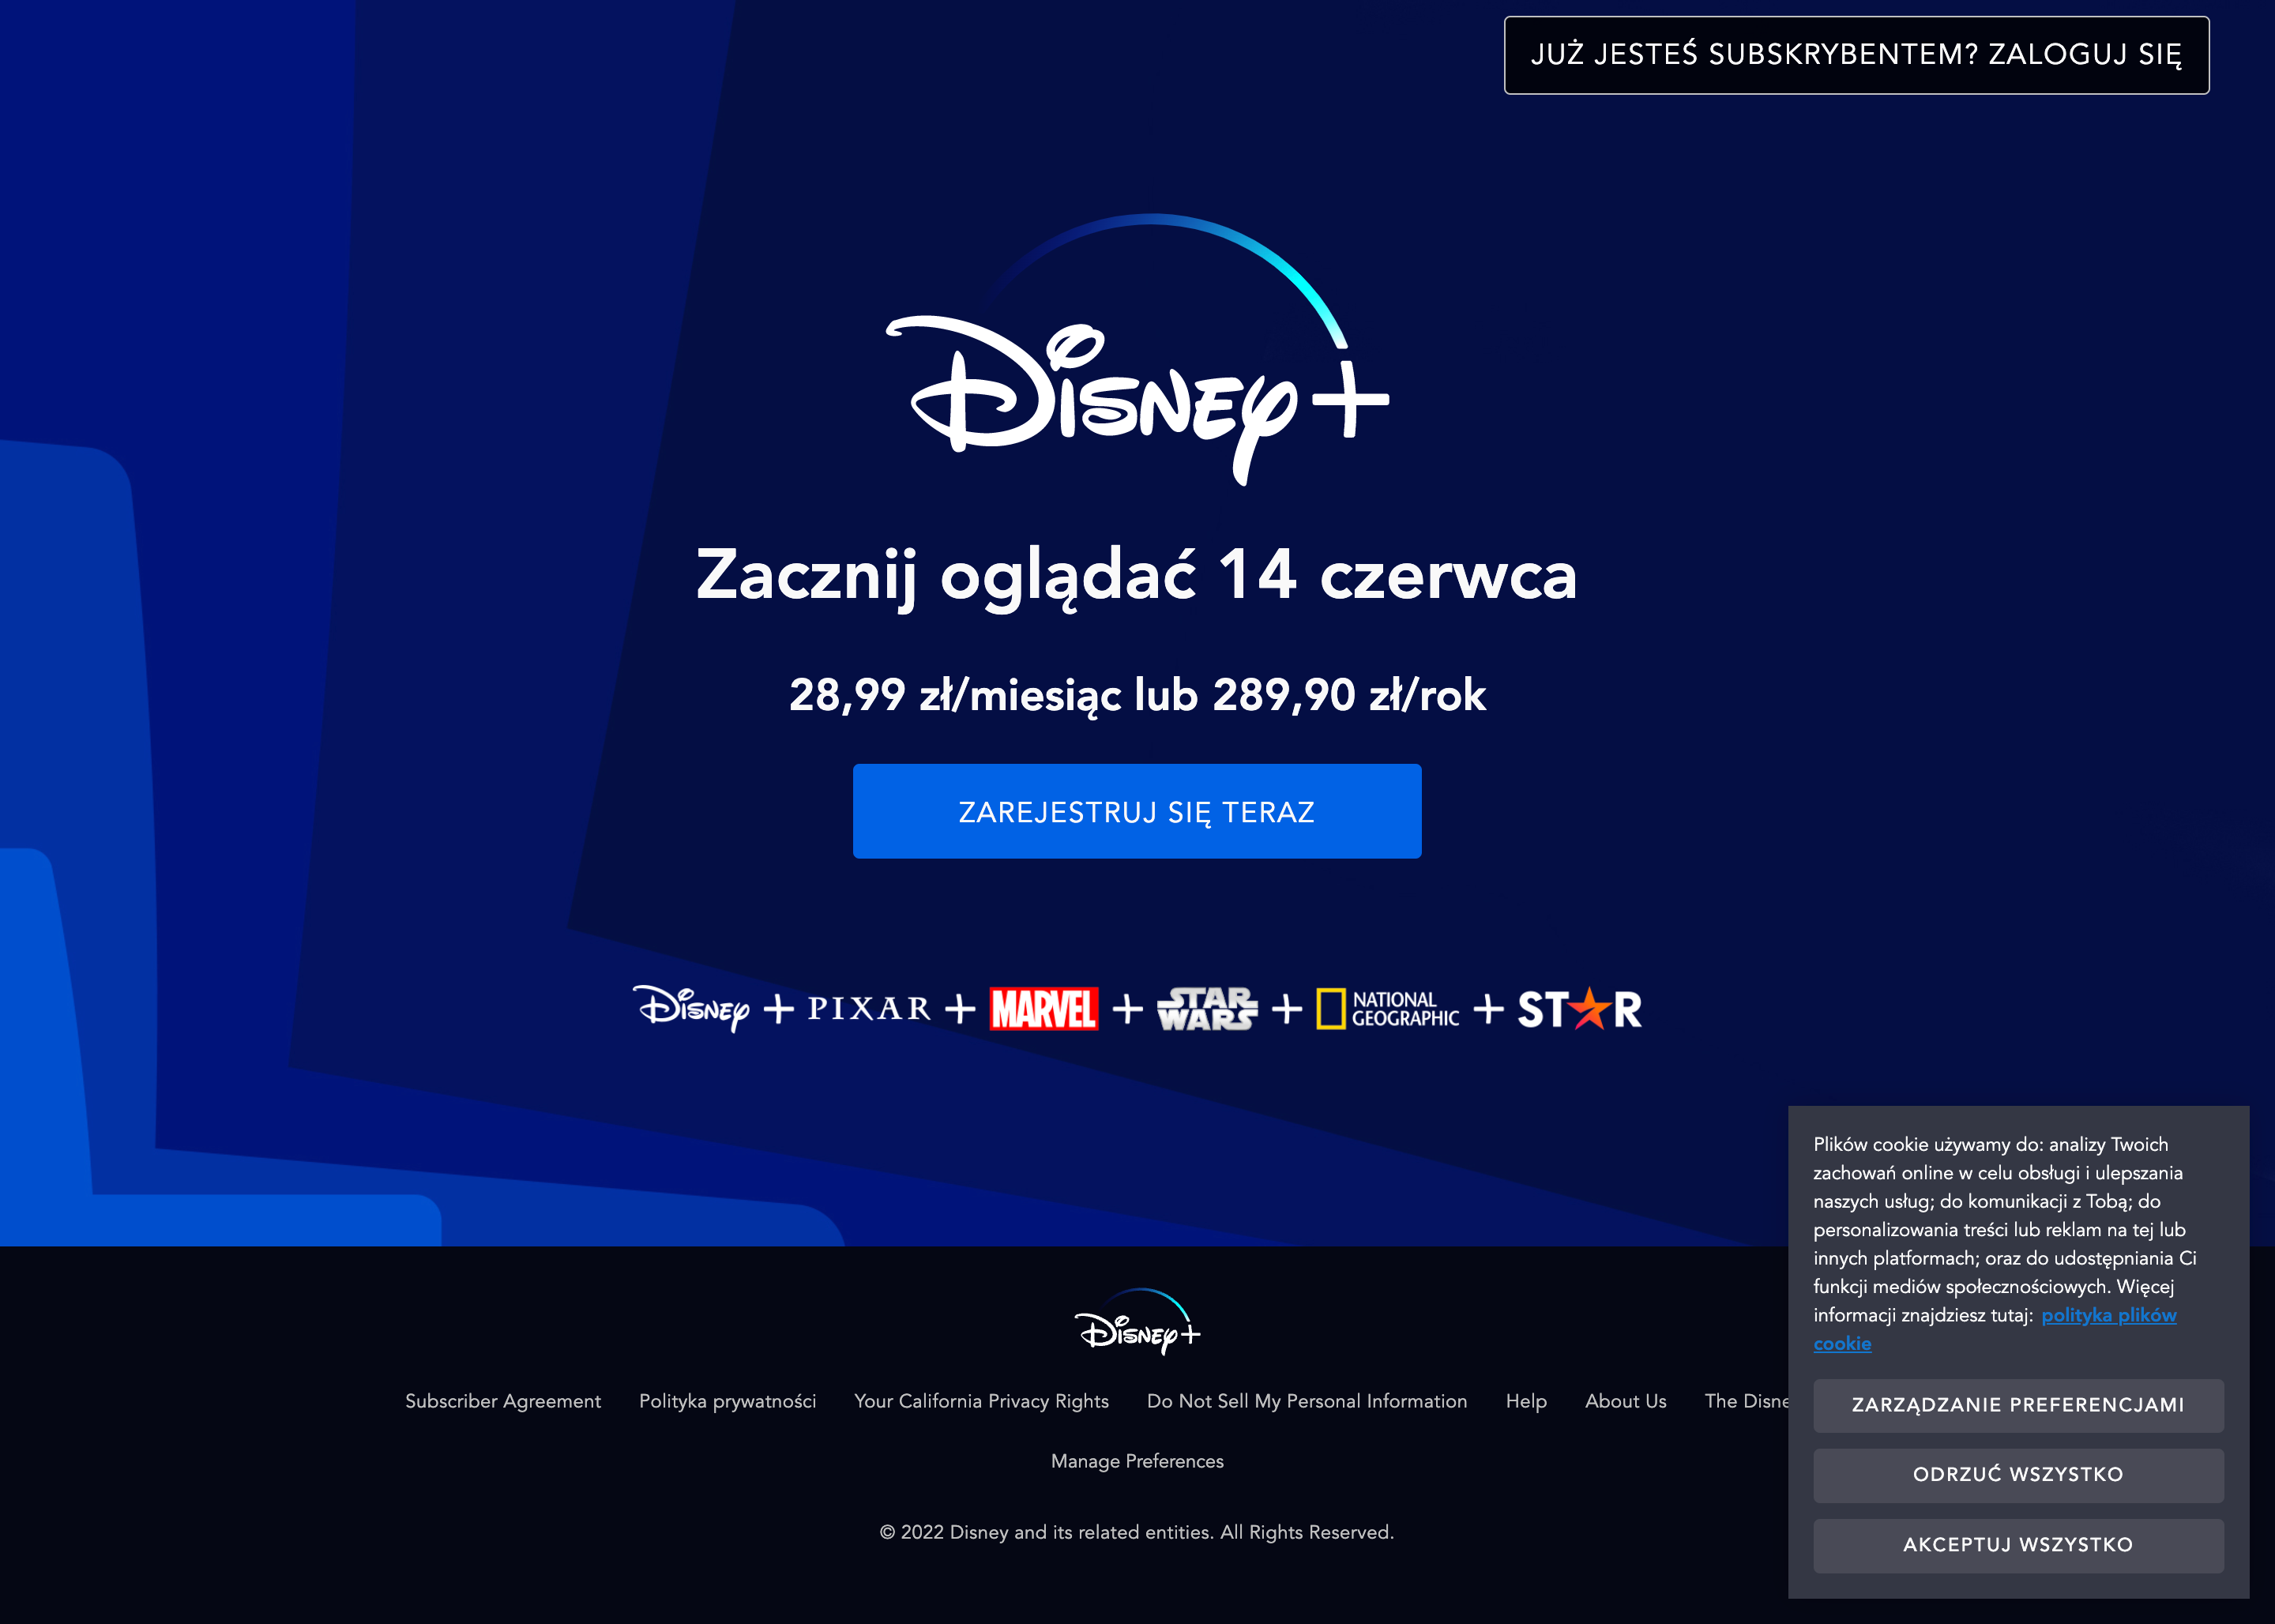 JUŻ JESTEŚ SUBSKRYBENTEM? ZALOGUJ SIĘ
Disney+
Zacznij oglądać 14 czerwca
28,99 zł/miesiąc lub 289,90 zł/rok
ZAREJESTRUJ SIĘ TERAZ
Disney + PIXAR + MARVEL + STAR WARS + NATIONAL GEOGRAPHIC + STAR
Disney+
Subscriber Agreement Polityka prywatności Your California Privacy Rights Do Not Sell My Personal Information Help About Us The
Manage Preferences
© 2022 Disney and its related entities. All Rights Reserved.
Plików cookie używamy do: analizy Twoich
zachowań online w celu obsługi i ulepszania
naszych usług; do komunikacji z Tobą; do
personalizowania treści lub reklam na tej lub
innych platformach; oraz do udostępniania Ci
funkcji mediów społecznościowych. Więcej
informacji znajdziesz tutaj: polityka plików
cookie
ZARZĄDZANIE PREFERENCJAMI
ODRZUĆ WSZYSTKO
AKCEPTUJ WSZYSTKO